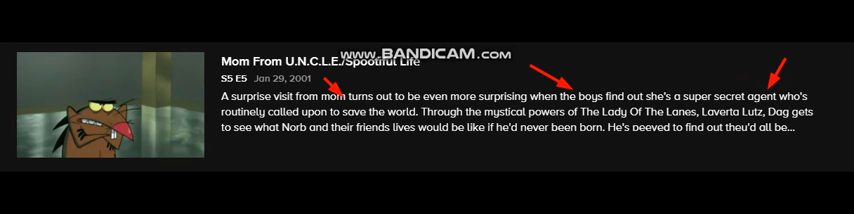 www.BANDICAM.com
Mom From U.N.C.L.E./Spootiful Life
S5 E5 Jan 29, 2001
A surprise visit from mom turns out to be even more surprising when the boys find out she's a super secret agent who's
routinely called upon to save the world. Through the mystical powers of The Lady Of The Lanes, Laverta Lutz, Dag gets
to see what Norb and their friends lives would be like if he'd never been born. He's peeved to find out they'd all be...